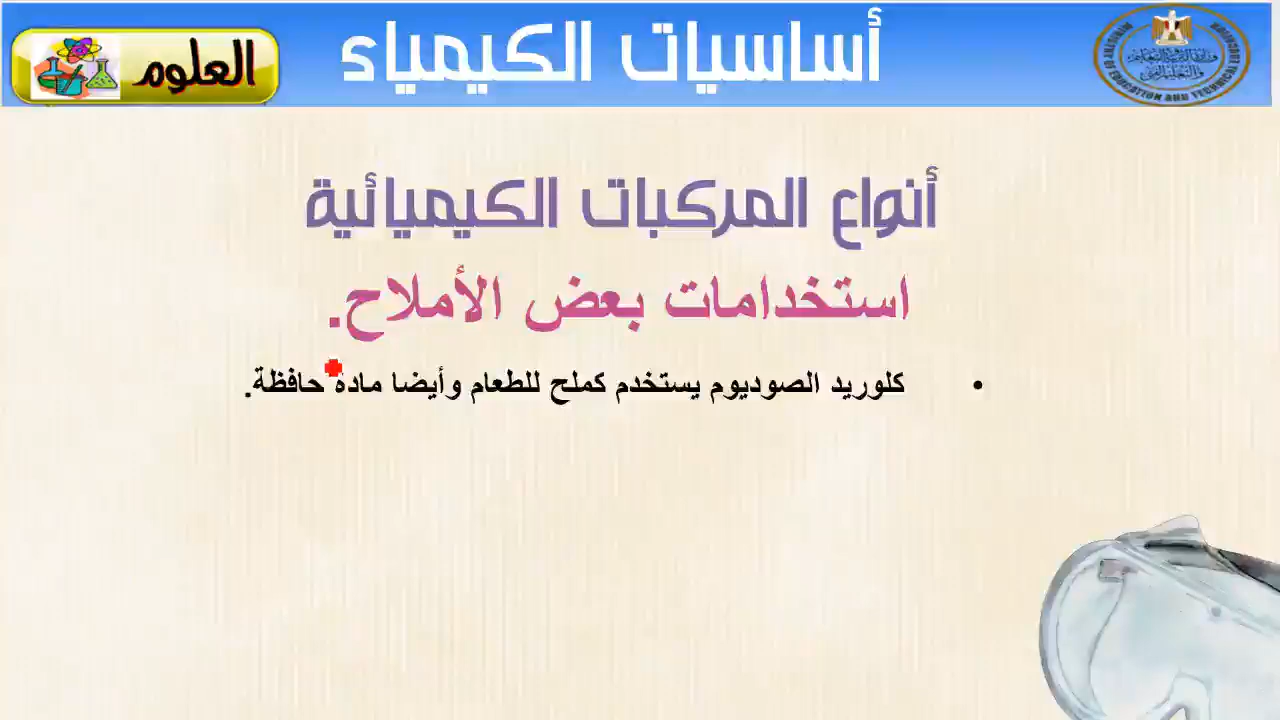 أساسيات الكيمياء
العلوم
أنواع المركبات الكيميائية
استخدامات بعض الأملاح.
• كلوريد الصوديوم يستخدم كملح للطعام وأيضا مادة حافظة.